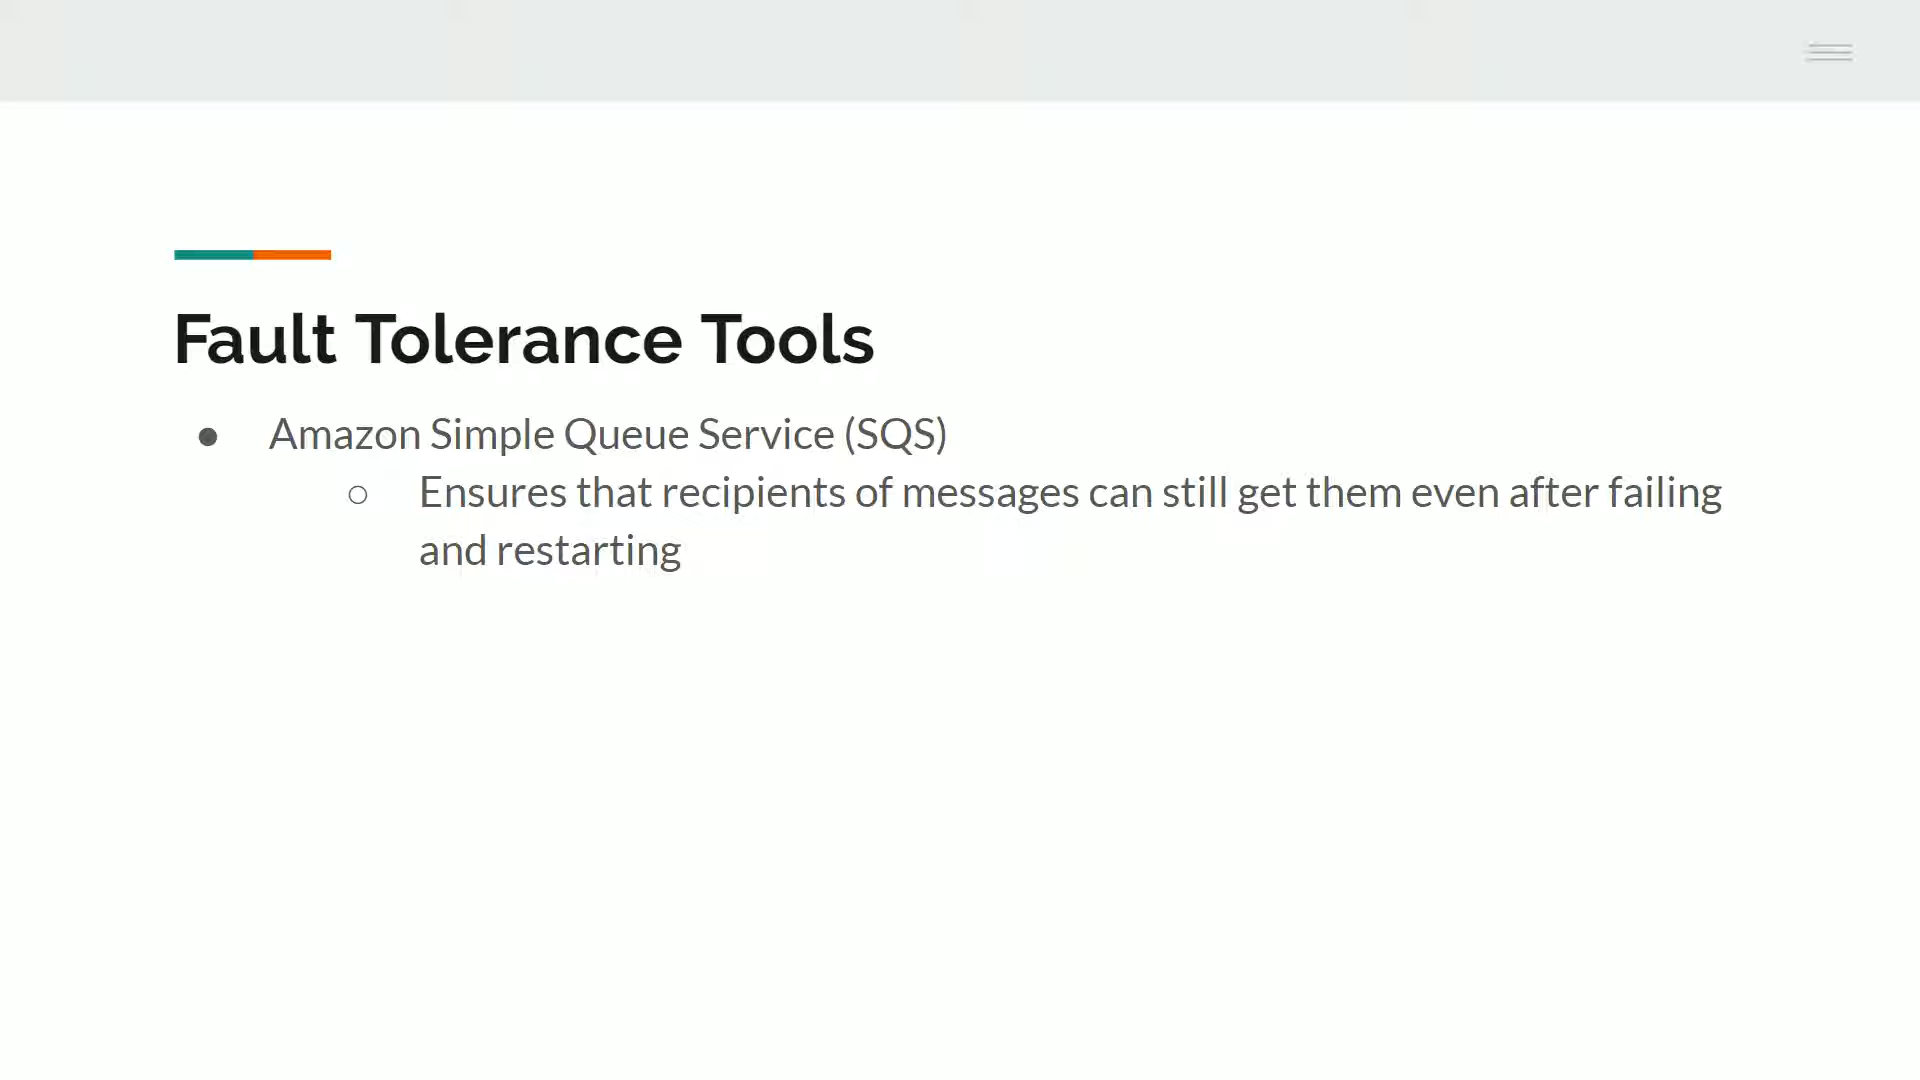 Fault Tolerance Tools
● Amazon Simple Queue Service (SQS)
○ Ensures that recipients of messages can still get them even after failing
and restarting